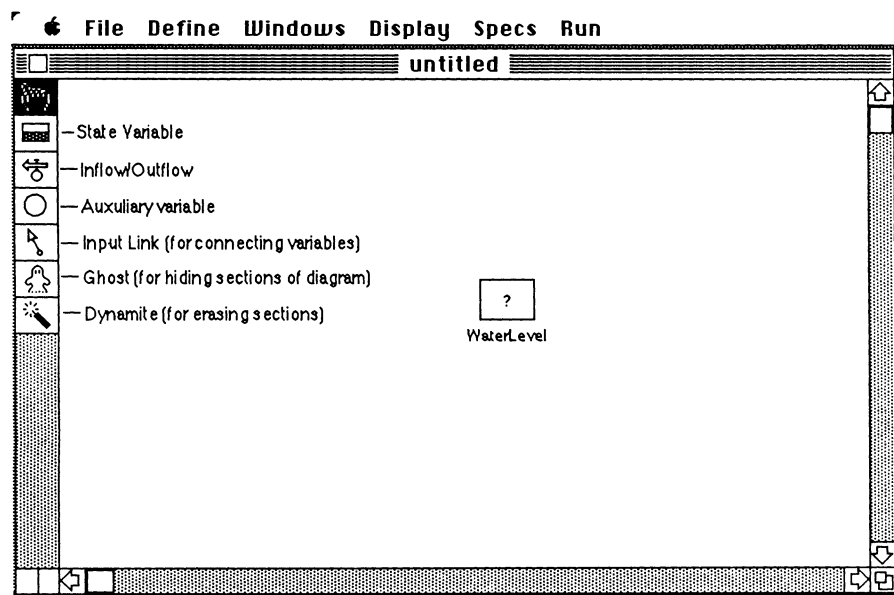 File Define Windows Display Specs Run
untitled
State Variable
Inflow/Outflow
Auxuliary variable
Input Link (for connecting variables)
Ghost (for hiding sections of diagram)
Dynamite (for erasing sections)
?
WaterLevel